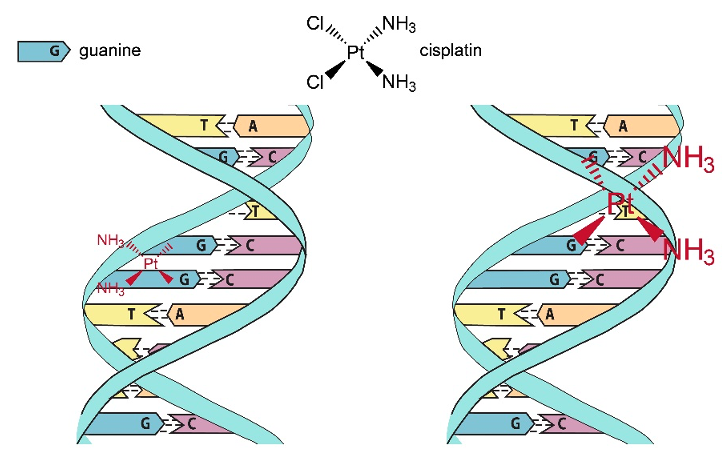 Cl NH3
G guanine Pt cisplatin
Cl NH3
T A T A
G C G C NH3
T Pt T
NH3 G C G C NH3
Pt
NH3 G C G C
T A T A
G C G C